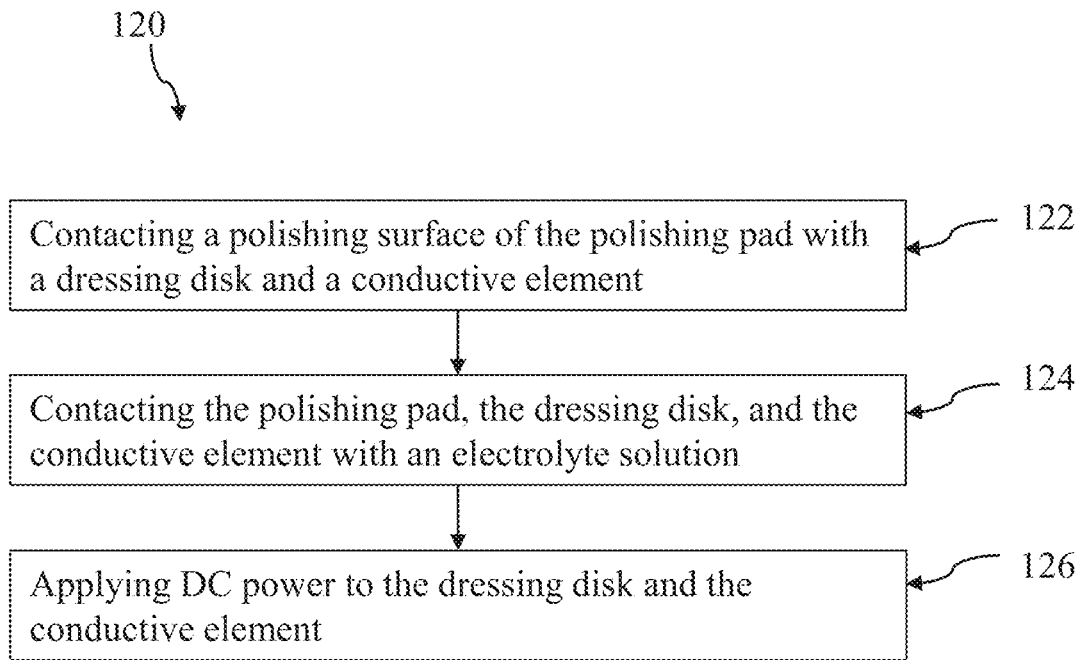 120
Contacting a polishing surface of the polishing pad with
a dressing disk and a conductive element
122
Contacting the polishing pad, the dressing disk, and the
conductive element with an electrolyte solution
124
Applying DC power to the dressing disk and the
conductive element
126